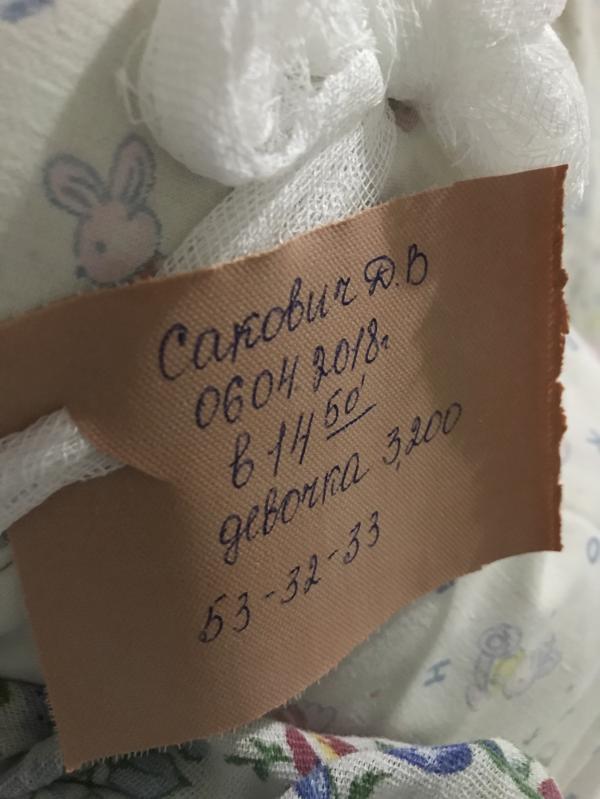 Сакович Д.В
06.04.2018г
в 14 50'
девочка 3,200
53-32-33